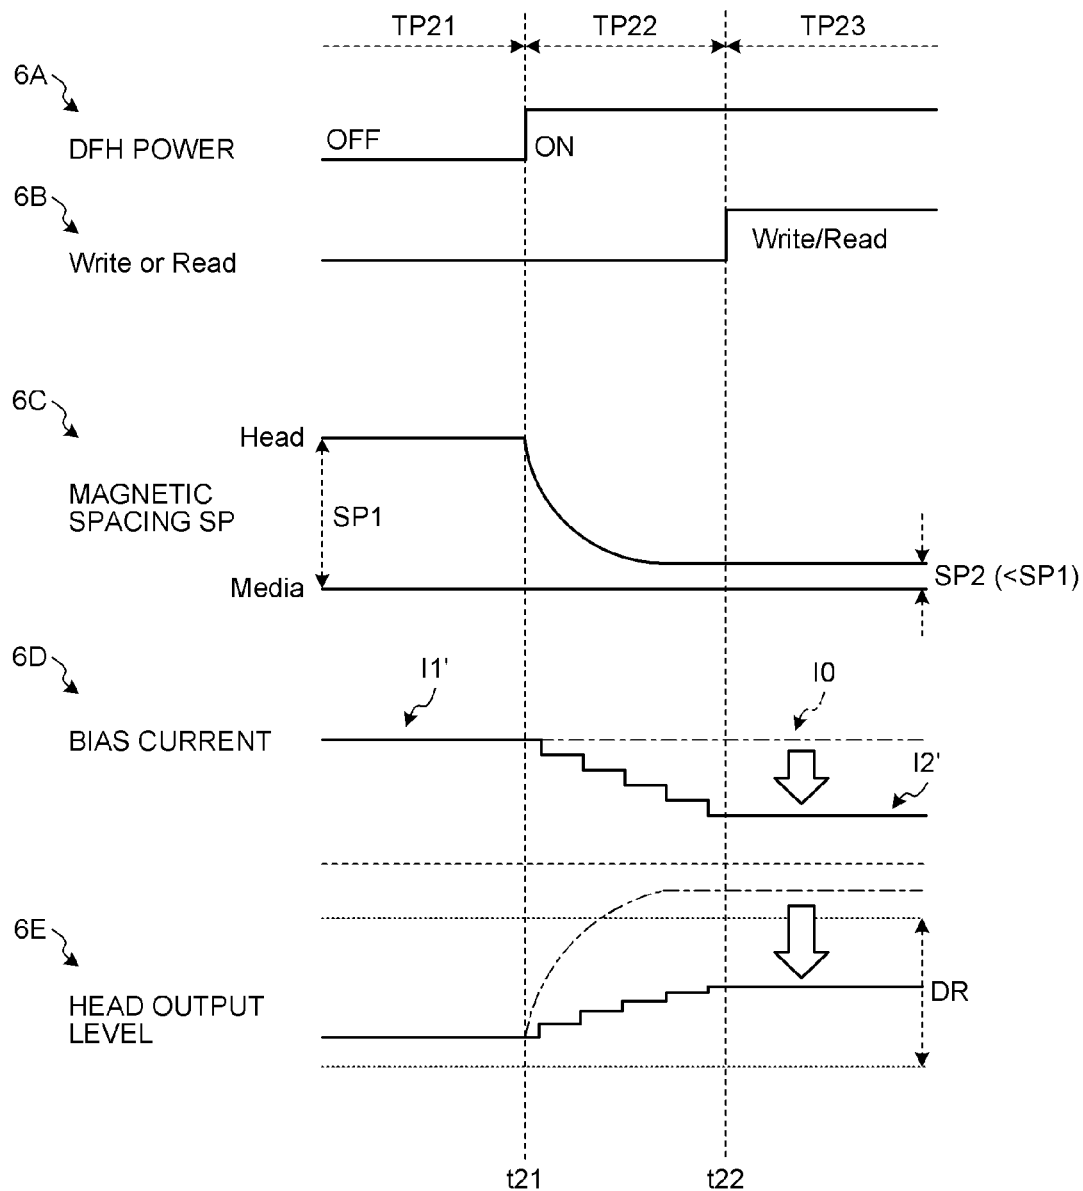 TP21 TP22 TP23
6A
DFH POWER
OFF
ON
6B
Write or Read
Write/Read
6C
Head
MAGNETIC
SPACING SP
SP1
Media
SP2 (<SP1)
6D
I1'
I0
BIAS CURRENT
I2'
6E
HEAD OUTPUT
LEVEL
DR
t21 t22